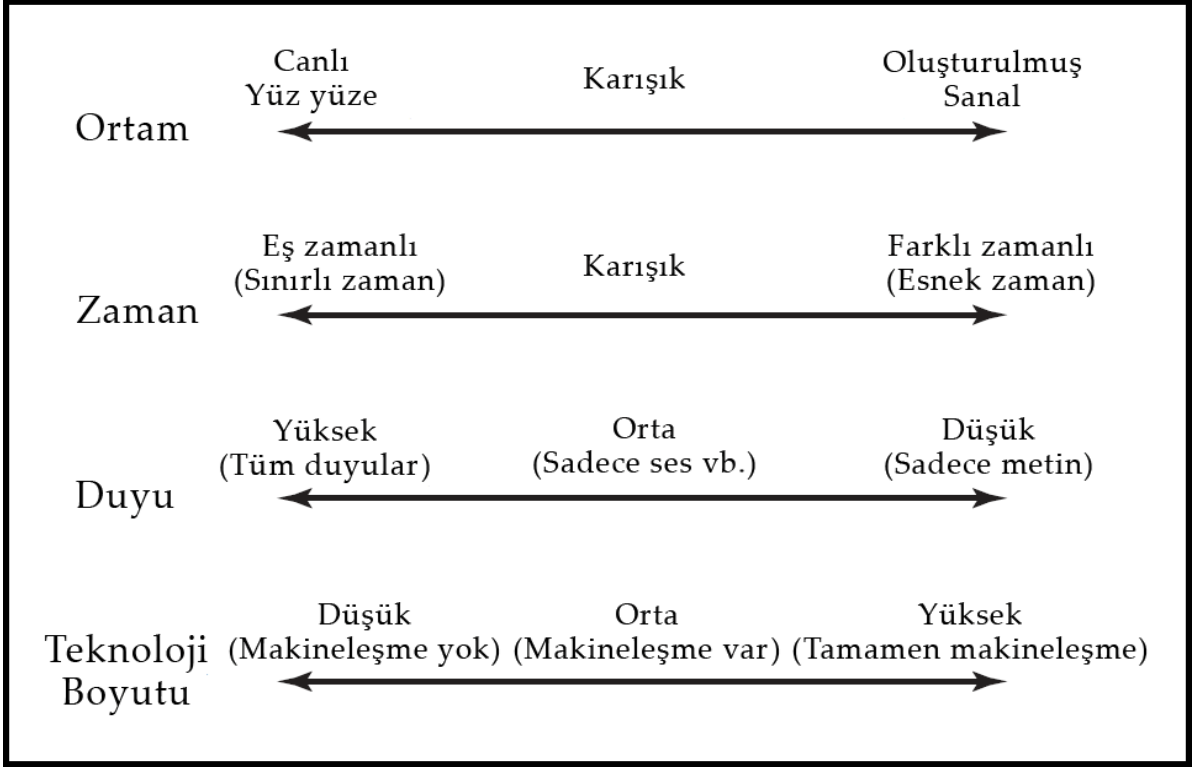 Canlı
Yüz yüze
Karışık
Oluşturulmuş
Sanal
Ortam
Eş zamanlı
(Sınırlı zaman)
Karışık
Farklı zamanlı
(Esnek zaman)
Zaman
Yüksek
(Tüm duyular)
Orta
(Sadece ses vb.)
Düşük
(Sadece metin)
Duyu
Düşük
(Makineleşme yok)
Orta
(Makineleşme var)
Yüksek
(Tamamen makineleşme)
Teknoloji
Boyutu